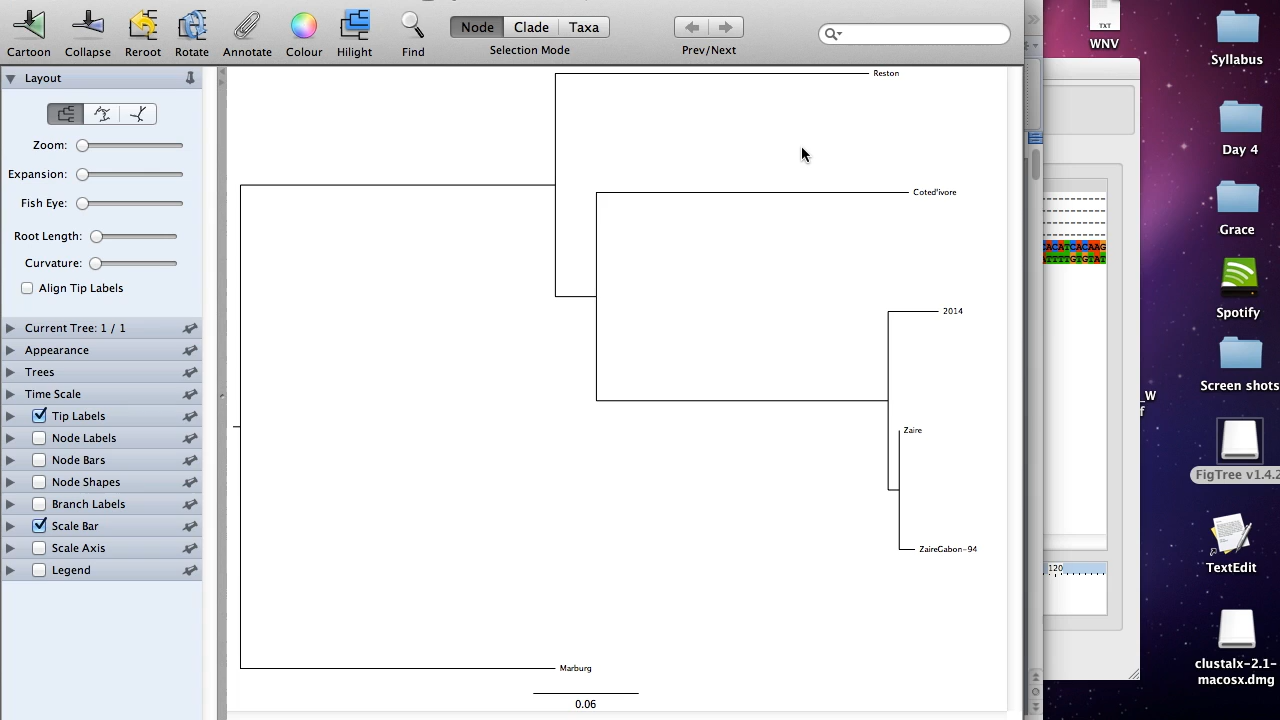 Cartoon
Collapse
Reroot
Rotate
Annotate
Colour
Hilight
Find
Node
Clade
Taxa
Selection Mode
Prev/Next
Layout
Zoom:
Expansion:
Fish Eye:
Root Length:
Curvature:
Align Tip Labels
Current Tree: 1 / 1
Appearance
Trees
Time Scale
Tip Labels
Node Labels
Node Bars
Node Shapes
Branch Labels
Scale Bar
Scale Axis
Legend
Reston
Coted'ivore
2014
Zaire
ZaireGabon-94
Marburg
0.06
120
TXT
WNV
Syllabus
Day 4
Grace
Spotify
Screen shots
FigTree v1.4.2
TextEdit
clustalx-2.1-
macosx.dmg